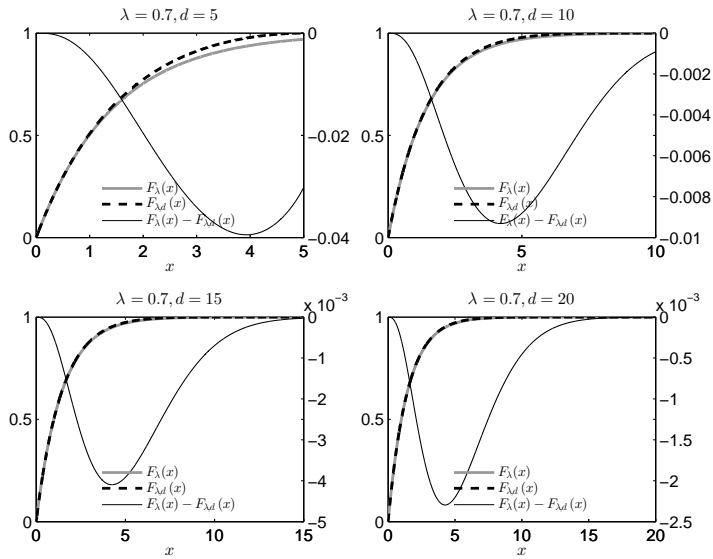 λ = 0.7, d = 5
1
0.5
0
0
−0.02
−0.04
F_λ(x)
F_λd(x)
F_λ(x) − F_λd(x)
0 1 2 3 4 5
x
λ = 0.7, d = 10
1
0.5
0
0
−0.002
−0.004
−0.006
−0.008
−0.01
F_λ(x)
F_λd(x)
F_λ(x) − F_λd(x)
0 5 10
x
λ = 0.7, d = 15
x 10⁻³
1
0.5
0
0
−1
−2
−3
−4
−5
F_λ(x)
F_λd(x)
F_λ(x) − F_λd(x)
0 5 10 15
x
λ = 0.7, d = 20
x 10⁻³
1
0.5
0
0
−0.5
−1
−1.5
−2
−2.5
F_λ(x)
F_λd(x)
F_λ(x) − F_λd(x)
0 5 10 15 20
x